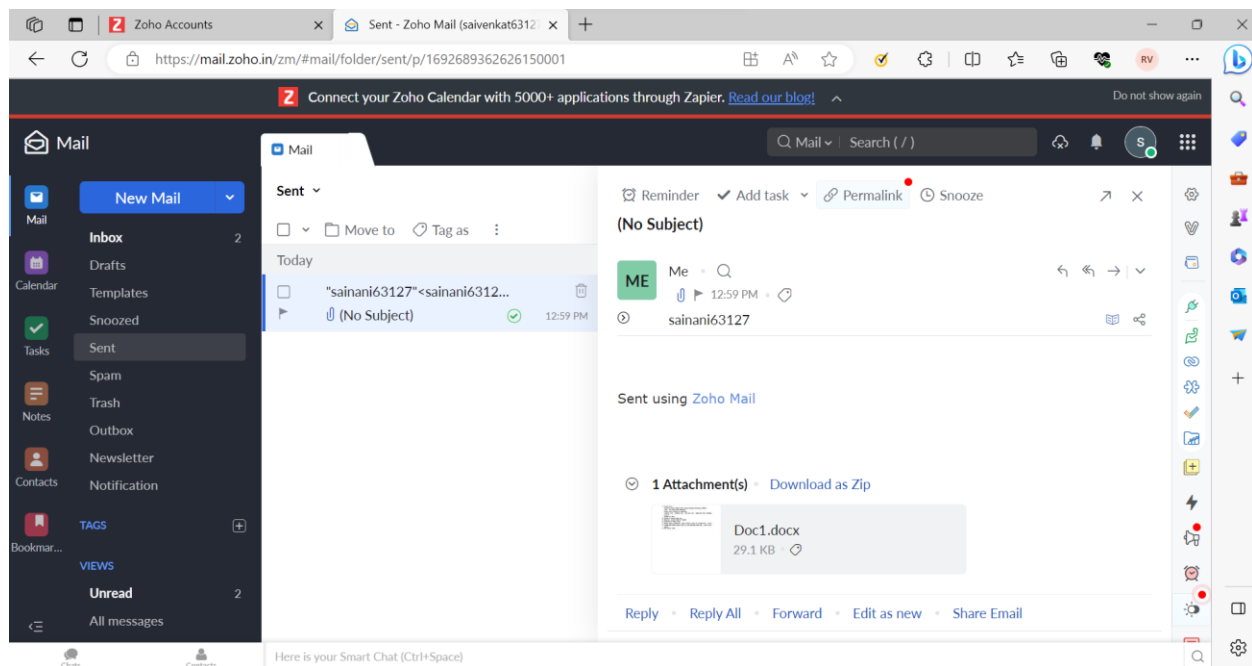 Zoho Accounts
Sent - Zoho Mail (saivenkat6312
https://mail.zoho.in/zm/#mail/folder/sent/p/1692689362626150001
RV
Z Connect your Zoho Calendar with 5000+ applications through Zapier. Read our blog!
Do not show again
Mail
Mail
Mail
Search ( / )
S
Mail
Calendar
Tasks
Notes
Contacts
Bookmar...
New Mail
Inbox 2
Drafts
Templates
Snoozed
Sent
Spam
Trash
Outbox
Newsletter
Notification
TAGS
VIEWS
Unread 2
All messages
Sent
Move to Tag as
Today
"sainani63127"<sainani6312...
(No Subject) 12:59 PM
Reminder Add task Permalink Snooze
(No Subject)
ME
Me
12:59 PM
sainani63127
Sent using Zoho Mail
1 Attachment(s) Download as Zip
Doc1.docx
29.1 KB
Reply Reply All Forward Edit as new Share Email
Chats
Contacts
Here is your Smart Chat (Ctrl+Space)